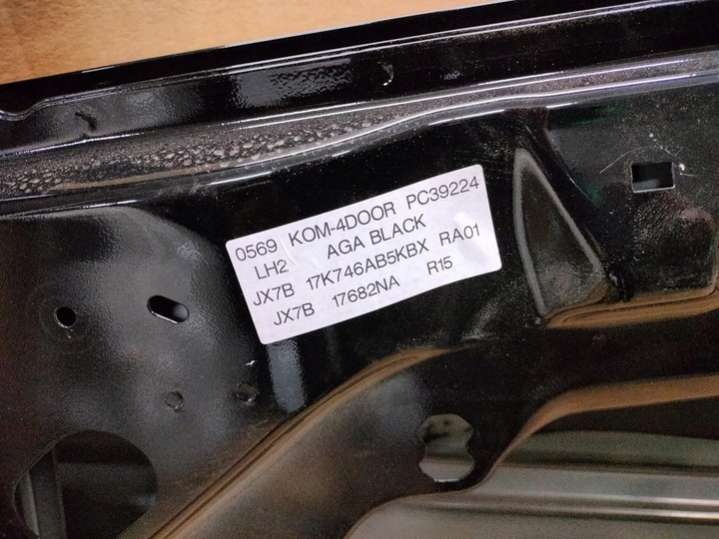 0569 KOM-4DOOR PC39224
LH2 AGA BLACK
JX7B 17K746AB5KBX RA01
JX7B 17682NA R15